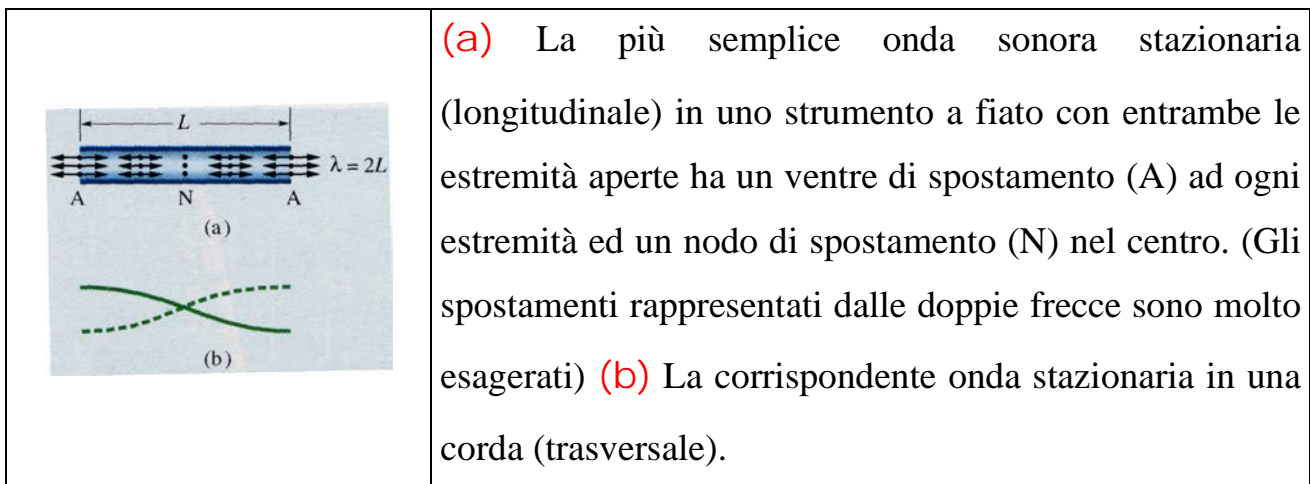 L
λ = 2L
A N A
(a)
(b)
(a) La più semplice onda sonora stazionaria
(longitudinale) in uno strumento a fiato con entrambe le
estremità aperte ha un ventre di spostamento (A) ad ogni
estremità ed un nodo di spostamento (N) nel centro. (Gli
spostamenti rappresentati dalle doppie frecce sono molto
esagerati) (b) La corrispondente onda stazionaria in una
corda (trasversale).